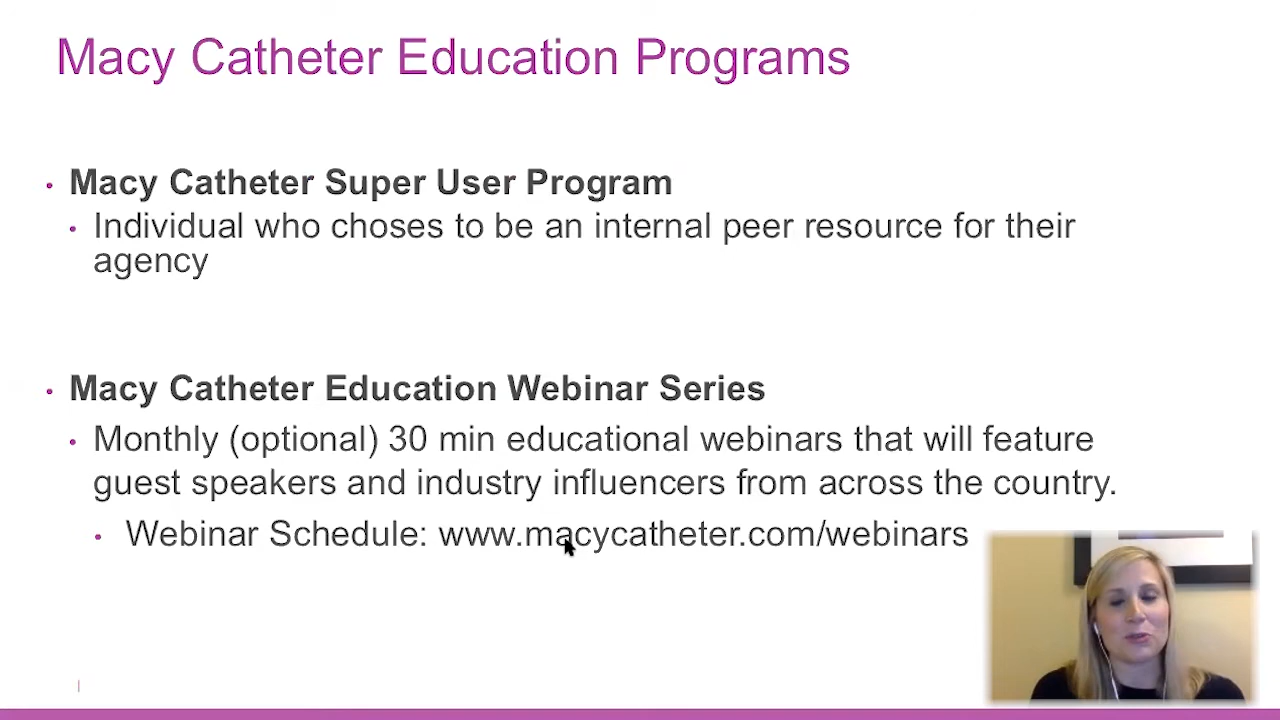 Macy Catheter Education Programs
• Macy Catheter Super User Program
• Individual who choses to be an internal peer resource for their
agency
• Macy Catheter Education Webinar Series
• Monthly (optional) 30 min educational webinars that will feature
guest speakers and industry influencers from across the country.
• Webinar Schedule: www.macycatheter.com/webinars